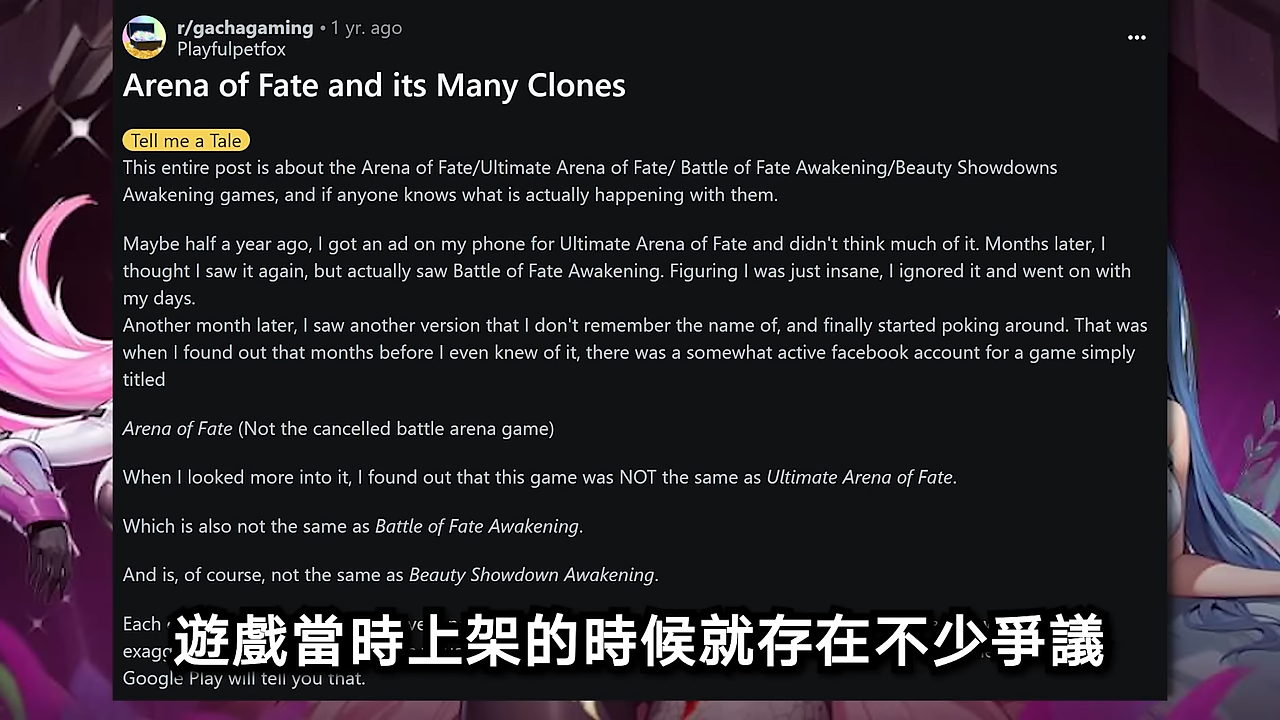 r/gachagaming • 1 yr. ago
Playfulpetfox
Arena of Fate and its Many Clones
Tell me a Tale
This entire post is about the Arena of Fate/Ultimate Arena of Fate/ Battle of Fate Awakening/Beauty Showdowns
Awakening games, and if anyone knows what is actually happening with them.
Maybe half a year ago, I got an ad on my phone for Ultimate Arena of Fate and didn't think much of it. Months later, I
thought I saw it again, but actually saw Battle of Fate Awakening. Figuring I was just insane, I ignored it and went on with
my days.
Another month later, I saw another version that I don't remember the name of, and finally started poking around. That was
when I found out that months before I even knew of it, there was a somewhat active facebook account for a game simply
titled
Arena of Fate (Not the cancelled battle arena game)
When I looked more into it, I found out that this game was NOT the same as Ultimate Arena of Fate.
Which is also not the same as Battle of Fate Awakening.
And is, of course, not the same as Beauty Showdown Awakening.
Each
遊戲當時上架的時候就存在不少爭議
Google Play will tell you that.